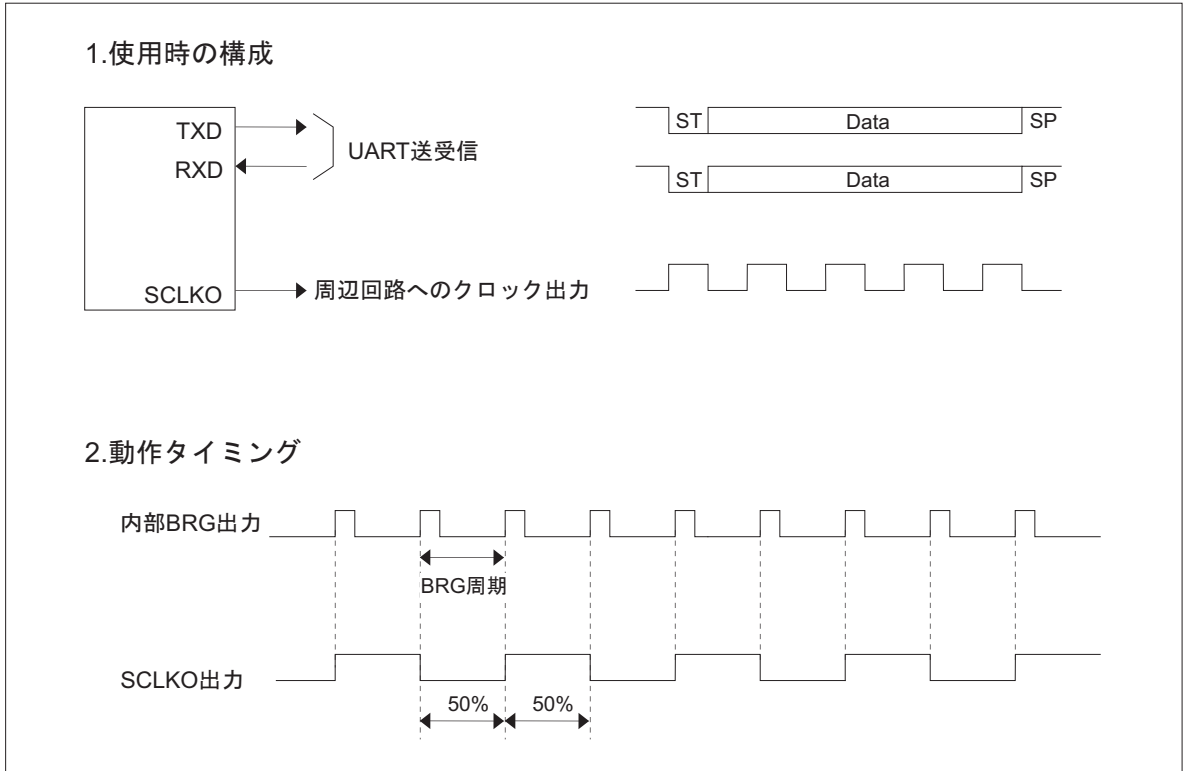 1.使用時の構成
TXD
RXD
UART送受信
SCLKO
周辺回路へのクロック出力
ST
Data
SP
ST
Data
SP
2.動作タイミング
内部BRG出力
BRG周期
SCLKO出力
50%
50%